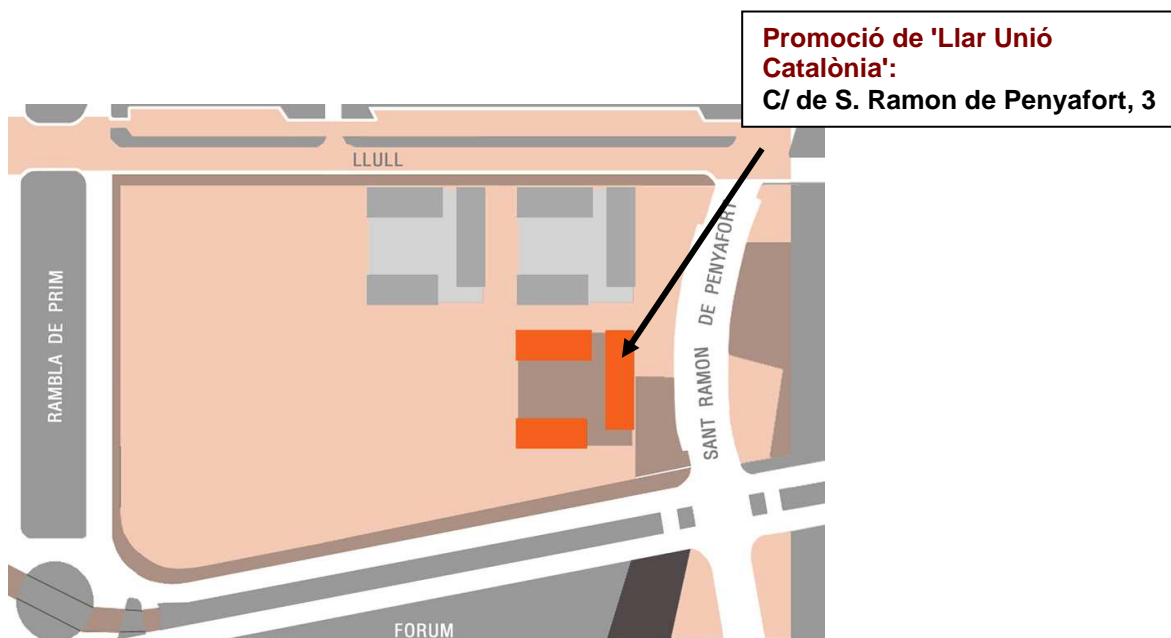 Promoció de 'Llar Unió
Catalònia':
C/ de S. Ramon de Penyafort, 3
LLULL
RAMBLA DE PRIM
SANT RAMON DE PENYAFORT
FORUM